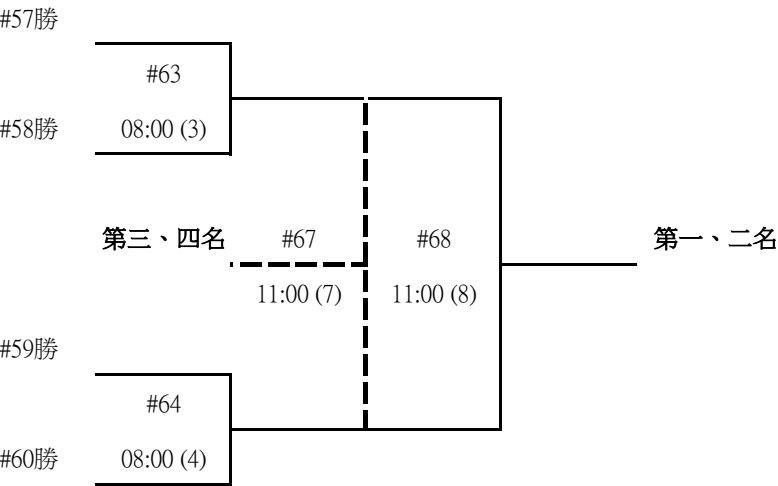 #57勝
#63
#58勝
08:00 (3)
第三、四名
#67
#68
第一、二名
11:00 (7)
11:00 (8)
#59勝
#64
#60勝
08:00 (4)